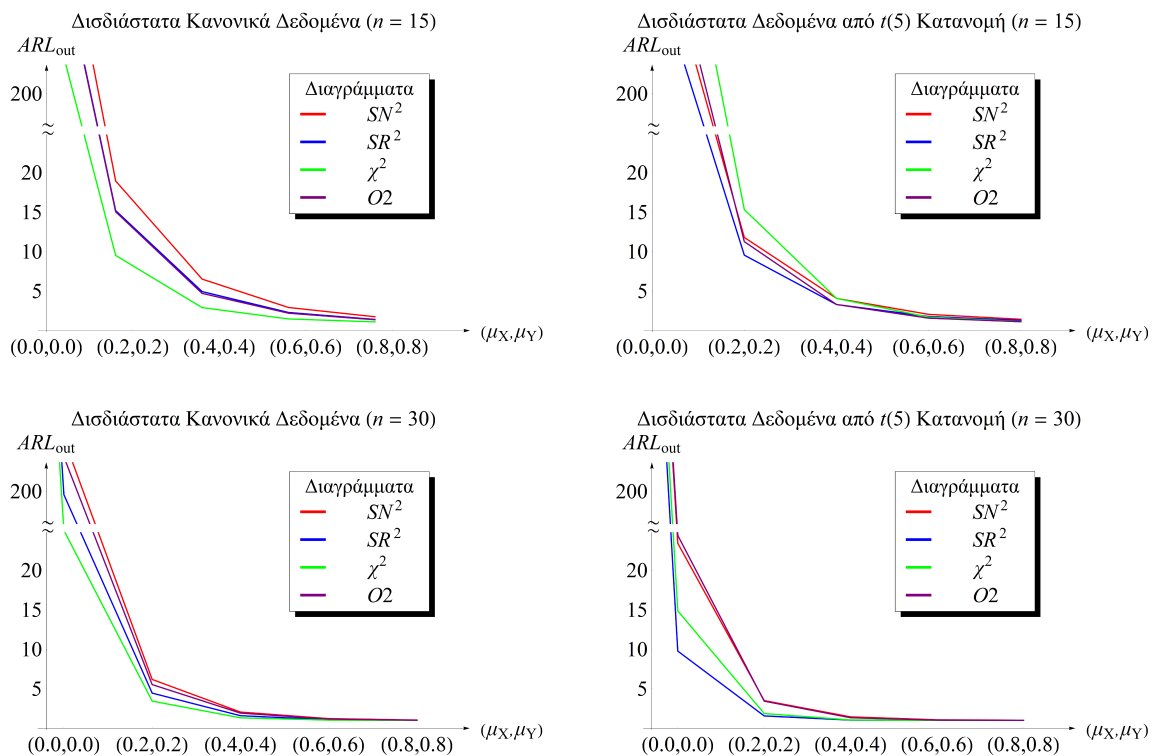 Δισδιάστατα Κανονικά Δεδομένα (n = 15)
ARLout
200
≈
20
15
10
5
(0.0,0.0) (0.2,0.2) (0.4,0.4) (0.6,0.6) (0.8,0.8)
(μX,μY)
Διαγράμματα
SN²
SR²
χ²
O2
Δισδιάστατα Δεδομένα από t(5) Κατανομή (n = 15)
ARLout
200
≈
20
15
10
5
(0.0,0.0) (0.2,0.2) (0.4,0.4) (0.6,0.6) (0.8,0.8)
(μX,μY)
Διαγράμματα
SN²
SR²
χ²
O2
Δισδιάστατα Κανονικά Δεδομένα (n = 30)
ARLout
200
≈
20
15
10
5
(0.0,0.0) (0.2,0.2) (0.4,0.4) (0.6,0.6) (0.8,0.8)
(μX,μY)
Διαγράμματα
SN²
SR²
χ²
O2
Δισδιάστατα Δεδομένα από t(5) Κατανομή (n = 30)
ARLout
200
≈
20
15
10
5
(0.0,0.0) (0.2,0.2) (0.4,0.4) (0.6,0.6) (0.8,0.8)
(μX,μY)
Διαγράμματα
SN²
SR²
χ²
O2